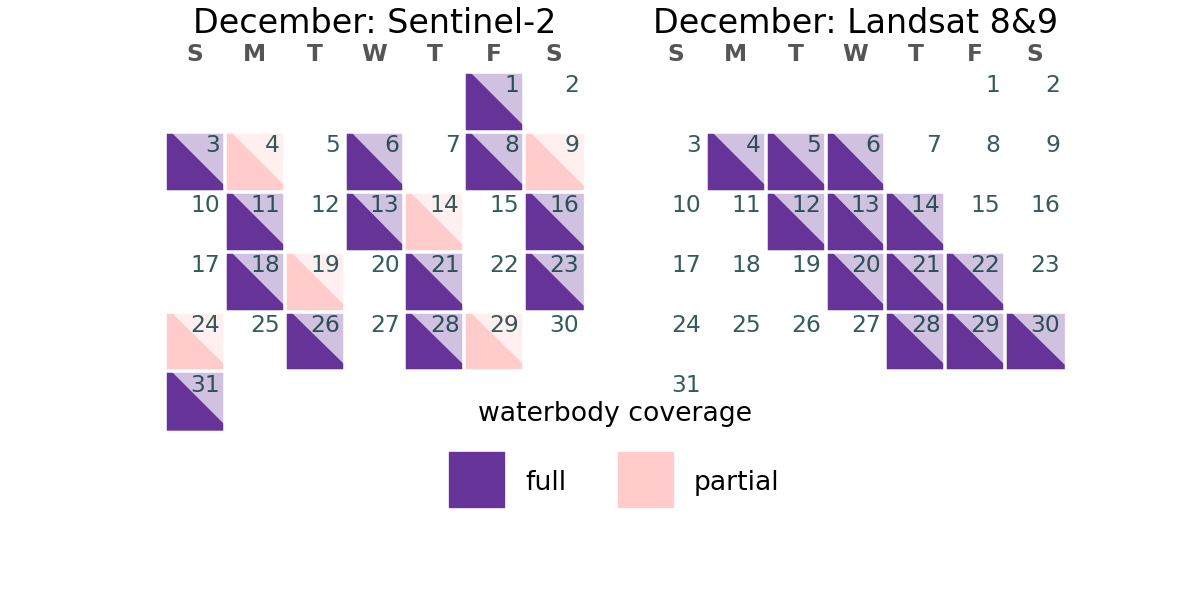 December: Sentinel-2
S M T W T F S
1 2
3 4 5 6 7 8 9
10 11 12 13 14 15 16
17 18 19 20 21 22 23
24 25 26 27 28 29 30
31
December: Landsat 8&9
S M T W T F S
1 2
3 4 5 6 7 8 9
10 11 12 13 14 15 16
17 18 19 20 21 22 23
24 25 26 27 28 29 30
31
waterbody coverage
full partial